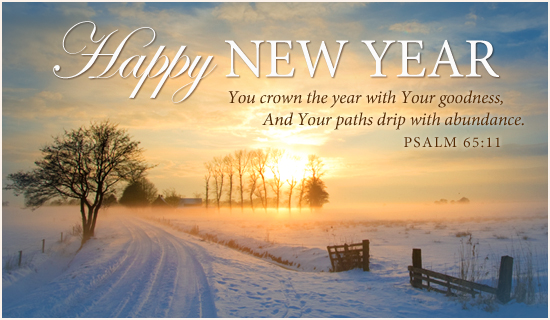 Happy NEW YEAR
You crown the year with Your goodness,
And Your paths drip with abundance.
PSALM 65:11